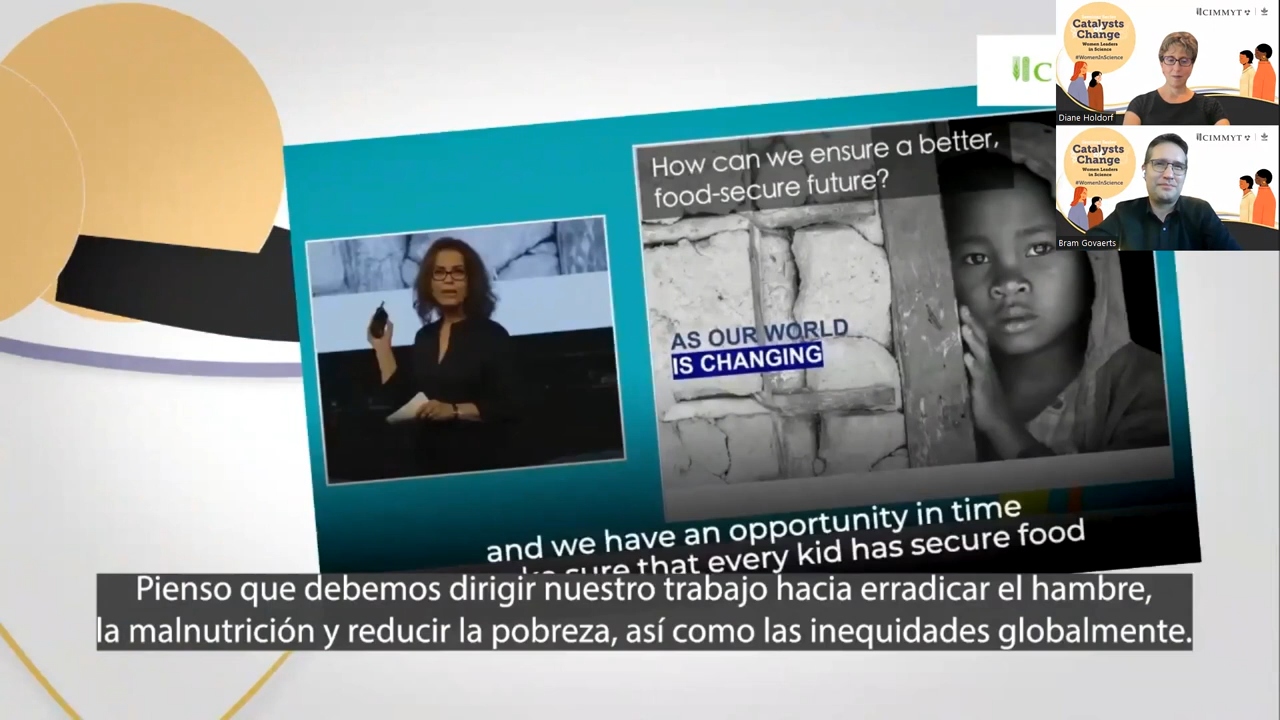 How can we ensure a better,
food-secure future?
AS OUR WORLD
IS CHANGING
and we have an opportunity in time
sure that every kid has secure food
Pienso que debemos dirigir nuestro trabajo hacia erradicar el hambre,
la malnutrición y reducir la pobreza, así como las inequidades globalmente.
C
Catalysts
Change
Women Leaders
in Science
#WomenInScience
CIMMYT
Diane Holdorf
Catalysts
Change
Women Leaders
in Science
#WomenInScience
CIMMYT
Bram Govaerts